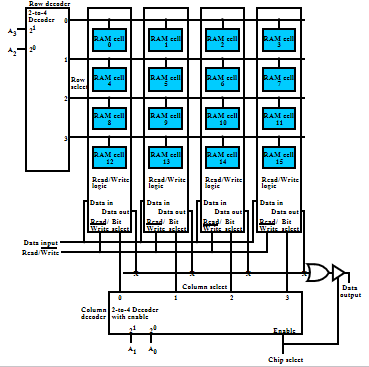 Row decoder
2-to-4
Decoder
A3
2^1
A2
2^0
0
1
2
3
Row
select
RAM cell
0
RAM cell
1
RAM cell
2
RAM cell
3
RAM cell
4
RAM cell
5
RAM cell
6
RAM cell
7
RAM cell
8
RAM cell
9
RAM cell
10
RAM cell
11
RAM cell
12
RAM cell
13
RAM cell
14
RAM cell
15
Read/Write
logic
Read/Write
logic
Read/Write
logic
Read/Write
logic
Data in
Data in
Data in
Data in
Data out
Data out
Data out
Data out
Read/ Bit
Write select
Read/ Bit
Write select
Read/ Bit
Write select
Read/ Bit
Write select
Data input
Read/Write
Column select
0
1
2
3
Data
output
Column
decoder
2-to-4 Decoder
with enable
2^1
2^0
Enable
A1
A0
Chip select